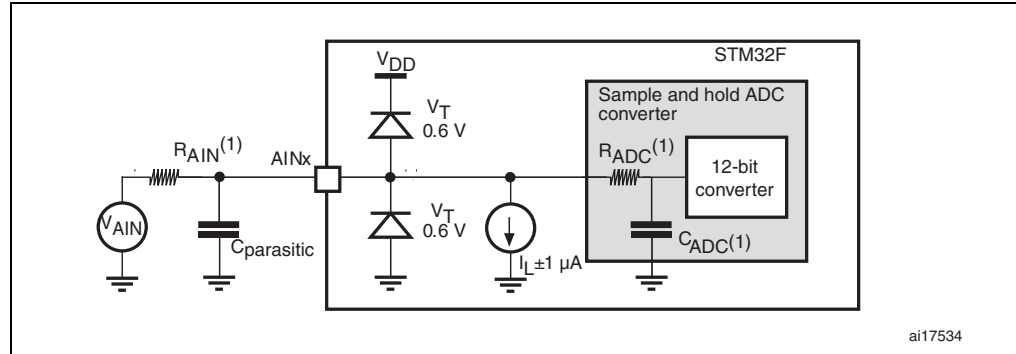 STM32F
VDD
Sample and hold ADC
converter
VT
0.6 V
RAIN(1)
AINx
RADC(1)
12-bit
converter
VAIN
Cparasitic
VT
0.6 V
IL±1 µA
CADC(1)
ai17534